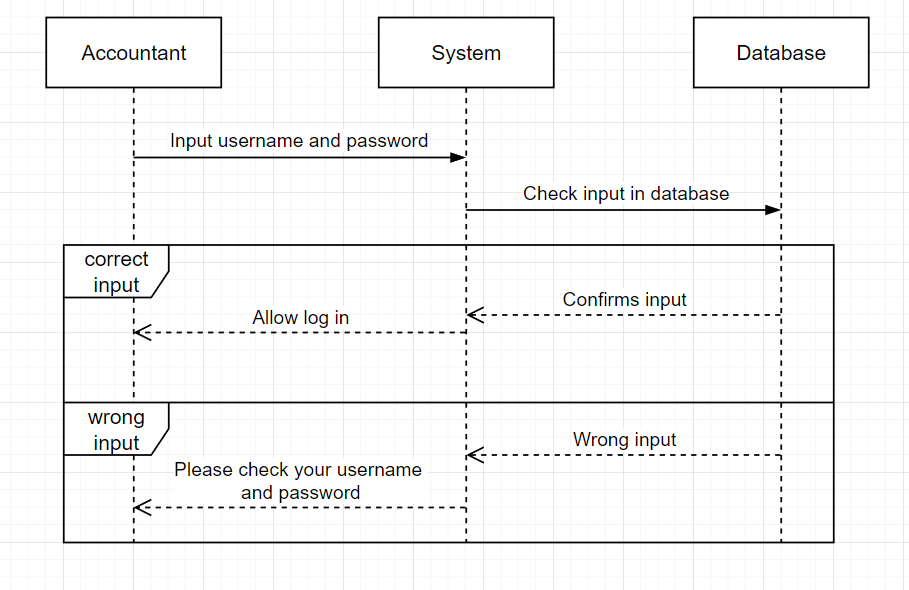 Accountant
System
Database
Input username and password
Check input in database
correct
input
Confirms input
Allow log in
wrong
input
Wrong input
Please check your username
and password